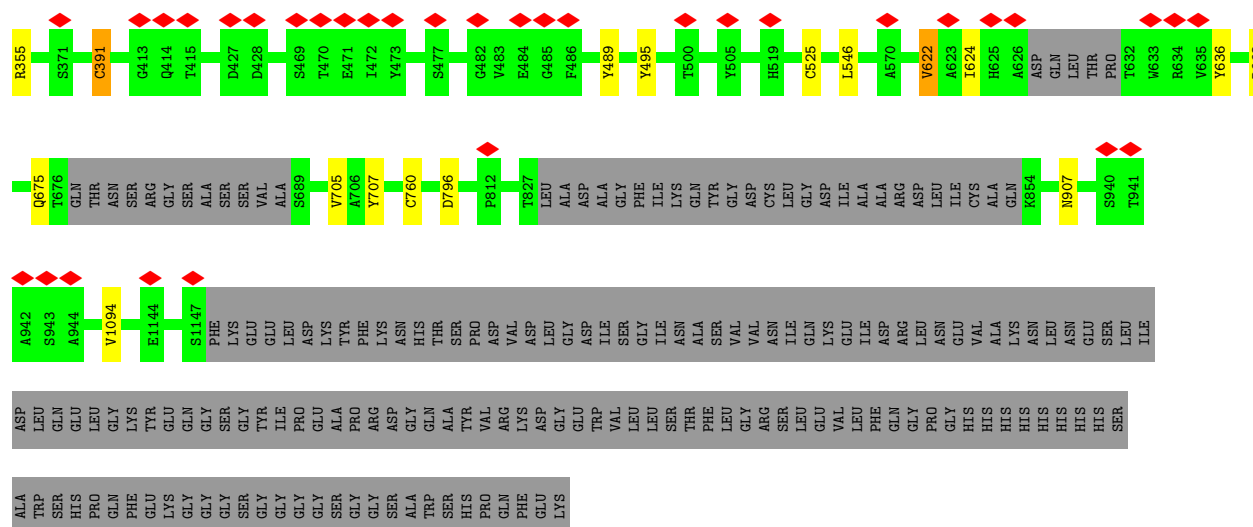 R355 S371 C391 G413 Q414 T415 D427 D428 S469 T470 E471 I472 Y473 S477 G482 V483 E484 G485 F486 Y489 Y495 T500 Y505 H519 C525 L546 A570 V622 A623 I624 H625 A626 ASP GLN LEU THR PRO T632 W633 R634 V635 Y636
Q675 T676 GLN THR ASN SER ARG GLY SER ALA SER SER VAL ALA S689 V705 A706 Y707 C760 D796 P812 T827 LEU ALA ASP ALA GLY PHE ILE LYS GLN TYR GLY ASP CYS LEU GLY ASP ILE ALA ALA ARG ASP LEU ILE CYS ALA GLN K854 N907 S940 T941
A942 S943 A944 V1094 E1144 S1147 PHE LYS GLU GLU LEU ASP LYS TYR PHE LYS ASN HIS THR SER PRO ASP VAL ASP LEU GLY ASP ILE SER GLY ILE ASN ALA SER VAL VAL ASN ILE GLN LYS GLU ILE ASP ARG LEU ASN GLU VAL ALA LYS ASN LEU ASN GLU SER LEU ILE
ASP LEU GLN GLU LEU GLY LYS TYR GLU GLN GLY SER GLY TYR ILE PRO GLU ALA PRO ARG ASP GLY GLN ALA TYR VAL ARG LYS ASP GLY GLU TRP VAL LEU LEU SER THR PHE LEU GLY ARG SER LEU GLU VAL LEU PHE GLN GLY PRO GLY HIS HIS HIS HIS HIS HIS HIS HIS SER
ALA TRP SER HIS PRO GLN PHE GLU LYS GLY GLY GLY SER GLY GLY GLY GLY SER GLY GLY SER ALA TRP SER HIS PRO GLN PHE GLU LYS